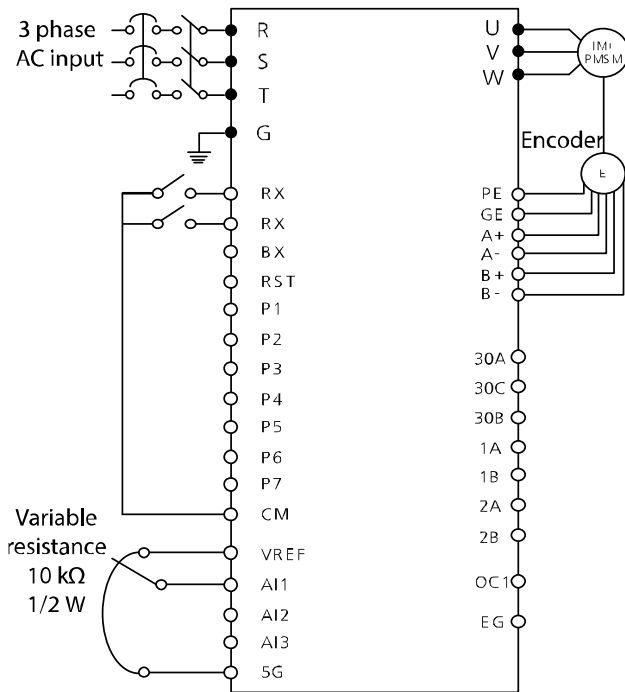 3 phase
AC input
R
S
T
G
RX
RX
BX
RST
P1
P2
P3
P4
P5
P6
P7
CM
Variable
resistance
10 kΩ
1/2 W
VREF
AI1
AI2
AI3
5G
U
V
W
IM/
PMSM
Encoder
E
PE
GE
A+
A-
B+
B-
30A
30C
30B
1A
1B
2A
2B
OC1
EG